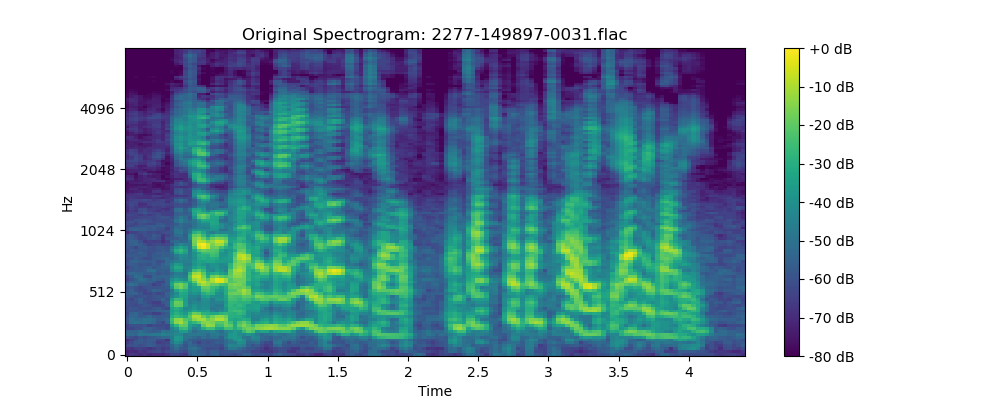 Original Spectrogram: 2277-149897-0031.flac
Hz
4096
2048
1024
512
0
0 0.5 1 1.5 2 2.5 3 3.5 4
Time
+0 dB
-10 dB
-20 dB
-30 dB
-40 dB
-50 dB
-60 dB
-70 dB
-80 dB